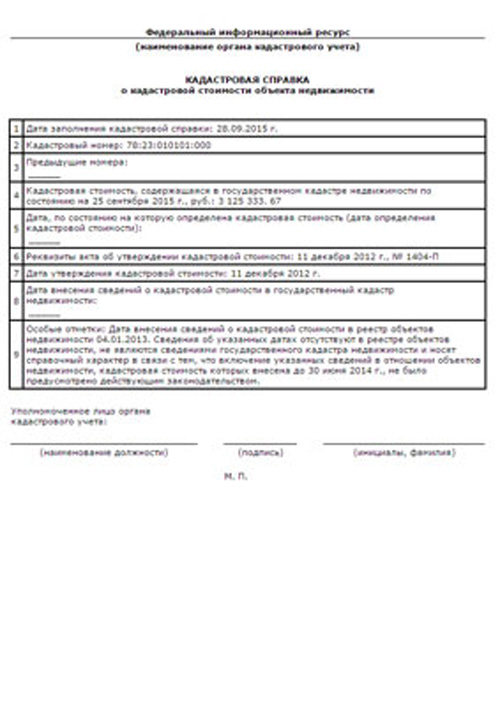 Федеральный информационный ресурс
(наименование органа кадастрового учета)
КАДАСТРОВАЯ СПРАВКА
о кадастровой стоимости объекта недвижимости
1 Дата заполнения кадастровой справки: 28.09.2015 г.
2 Кадастровый номер: 78:23:010101:000
3 Предыдущие номера:
______
4 Кадастровая стоимость, содержащаяся в государственном кадастре недвижимости по
состоянию на 25 сентября 2015 г., руб.: 3 125 333. 67
5 Дата, по состоянию на которую определена кадастровая стоимость (дата определения
кадастровой стоимости):
______
6 Реквизиты акта об утверждении кадастровой стоимости: 11 декабря 2012 г., № 1404-П
7 Дата утверждения кадастровой стоимости: 11 декабря 2012 г.
8 Дата внесения сведений о кадастровой стоимости в государственный кадастр
недвижимости:
______
9 Особые отметки: Дата внесения сведений о кадастровой стоимости в реестр объектов
недвижимости 04.01.2013. Сведения об указанных датах отсутствуют в реестре объектов
недвижимости, не являются сведениями государственного кадастра недвижимости и носят
справочный характер в связи с тем, что включение указанных сведений в отношении объектов
недвижимости, кадастровая стоимость которых внесена до 30 июня 2014 г., не было
предусмотрено действующим законодательством.
Уполномоченное лицо органа
кадастрового учета:
(наименование должности) (подпись) (инициалы, фамилия)
М. П.